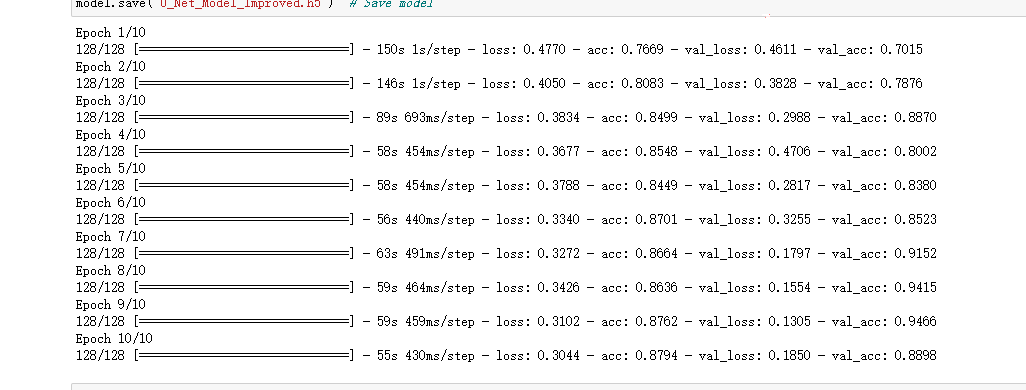 model.save('U_Net_Model_Improved.h5')  # Save model
Epoch 1/10
128/128 [==============================] - 150s 1s/step - loss: 0.4770 - acc: 0.7669 - val_loss: 0.4611 - val_acc: 0.7015
Epoch 2/10
128/128 [==============================] - 146s 1s/step - loss: 0.4050 - acc: 0.8083 - val_loss: 0.3828 - val_acc: 0.7876
Epoch 3/10
128/128 [==============================] - 89s 693ms/step - loss: 0.3834 - acc: 0.8499 - val_loss: 0.2988 - val_acc: 0.8870
Epoch 4/10
128/128 [==============================] - 58s 454ms/step - loss: 0.3677 - acc: 0.8548 - val_loss: 0.4706 - val_acc: 0.8002
Epoch 5/10
128/128 [==============================] - 58s 454ms/step - loss: 0.3788 - acc: 0.8449 - val_loss: 0.2817 - val_acc: 0.8380
Epoch 6/10
128/128 [==============================] - 56s 440ms/step - loss: 0.3340 - acc: 0.8701 - val_loss: 0.3255 - val_acc: 0.8523
Epoch 7/10
128/128 [==============================] - 63s 491ms/step - loss: 0.3272 - acc: 0.8664 - val_loss: 0.1797 - val_acc: 0.9152
Epoch 8/10
128/128 [==============================] - 59s 464ms/step - loss: 0.3426 - acc: 0.8636 - val_loss: 0.1554 - val_acc: 0.9415
Epoch 9/10
128/128 [==============================] - 59s 459ms/step - loss: 0.3102 - acc: 0.8762 - val_loss: 0.1305 - val_acc: 0.9466
Epoch 10/10
128/128 [==============================] - 55s 430ms/step - loss: 0.3044 - acc: 0.8794 - val_loss: 0.1850 - val_acc: 0.8898